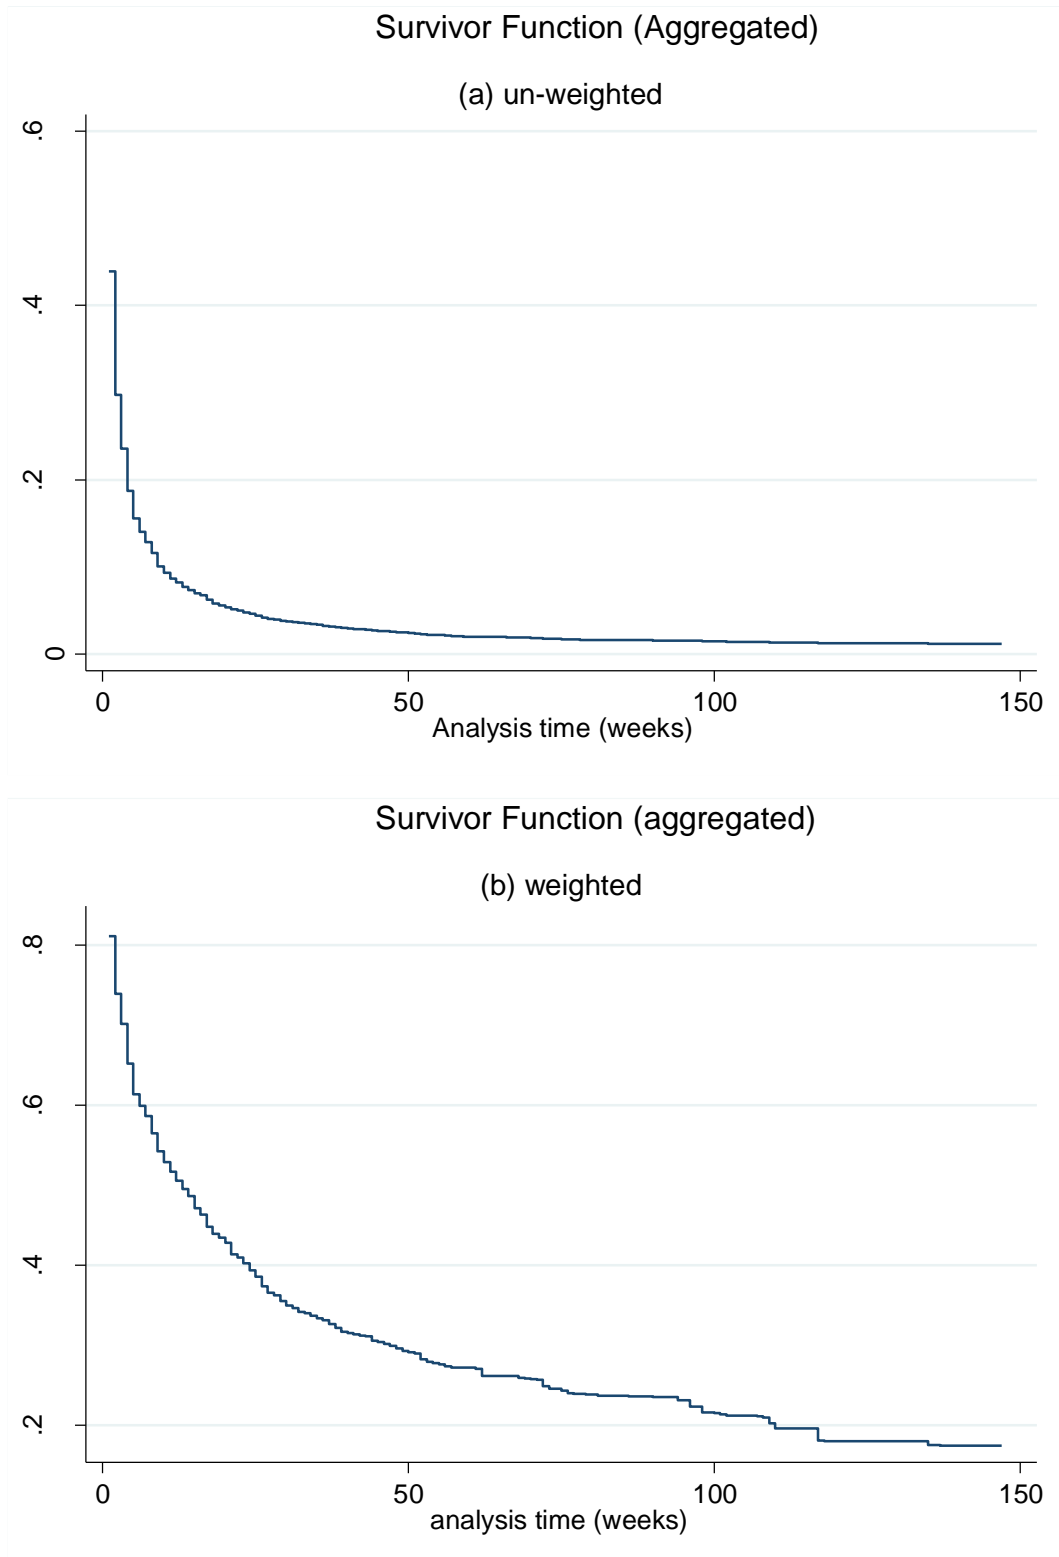 Survivor Function (Aggregated)
(a) un-weighted
.6
.4
.2
0
0 50 100 150
Analysis time (weeks)
Survivor Function (aggregated)
(b) weighted
.8
.6
.4
.2
0 50 100 150
analysis time (weeks)